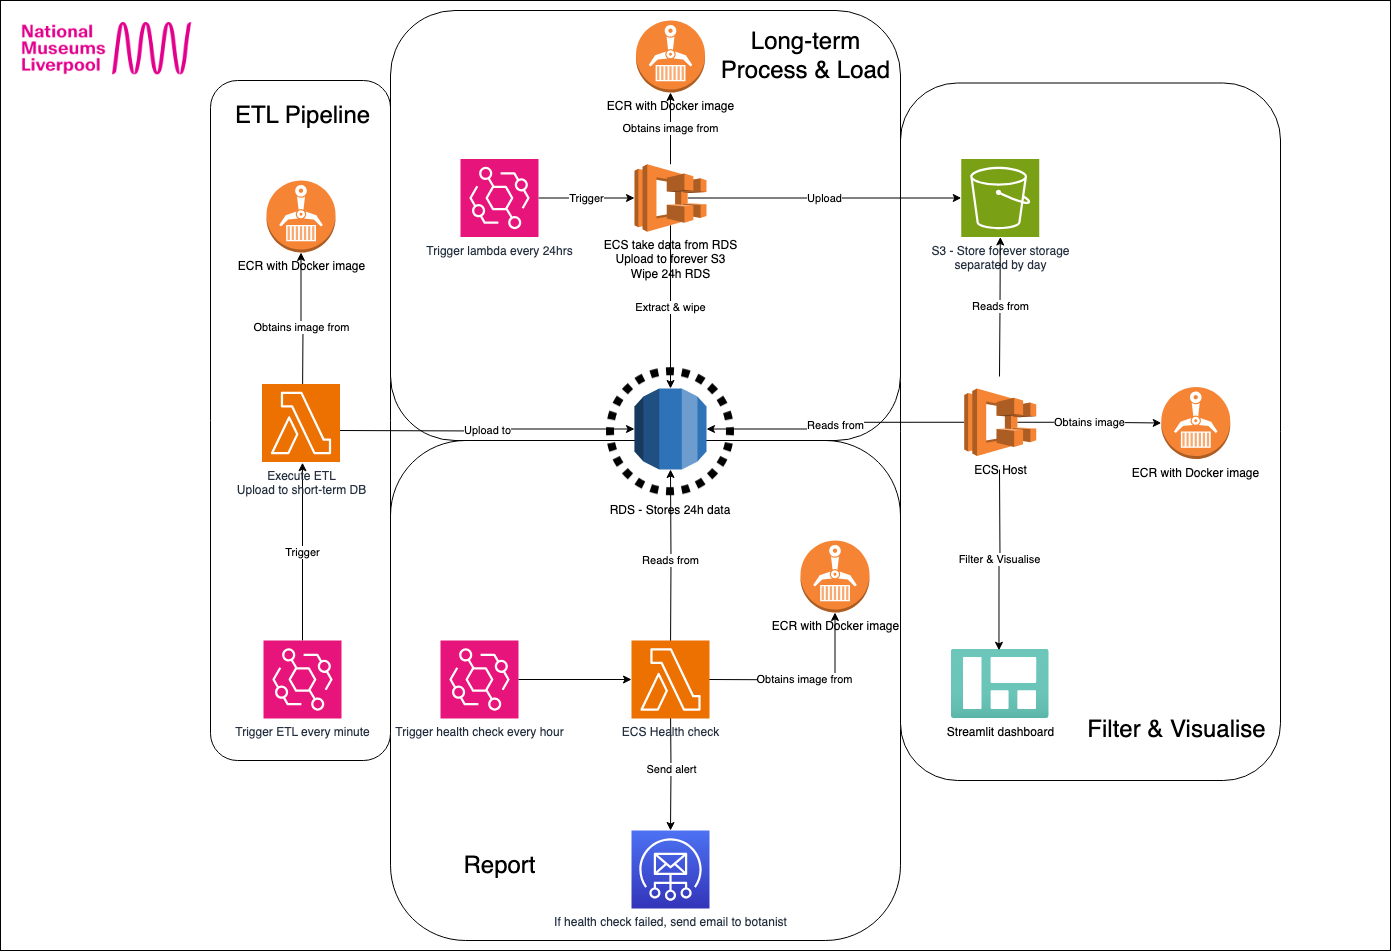 National
Museums
Liverpool
ETL Pipeline
ECR with Docker image
Obtains image from
Execute ETL
Upload to short-term DB
Upload to
Trigger
Trigger ETL every minute
Long-term
Process & Load
ECR with Docker image
Obtains image from
Trigger lambda every 24hrs
Trigger
ECS take data from RDS
Upload to forever S3
Wipe 24h RDS
Extract & wipe
Upload
RDS - Stores 24h data
Reads from
ECR with Docker image
Obtains image from
Trigger health check every hour
ECS Health check
Send alert
Report
If health check failed, send email to botanist
S3 - Store forever storage
separated by day
Reads from
Reads from
ECS Host
Obtains image
ECR with Docker image
Filter & Visualise
Streamlit dashboard
Filter & Visualise